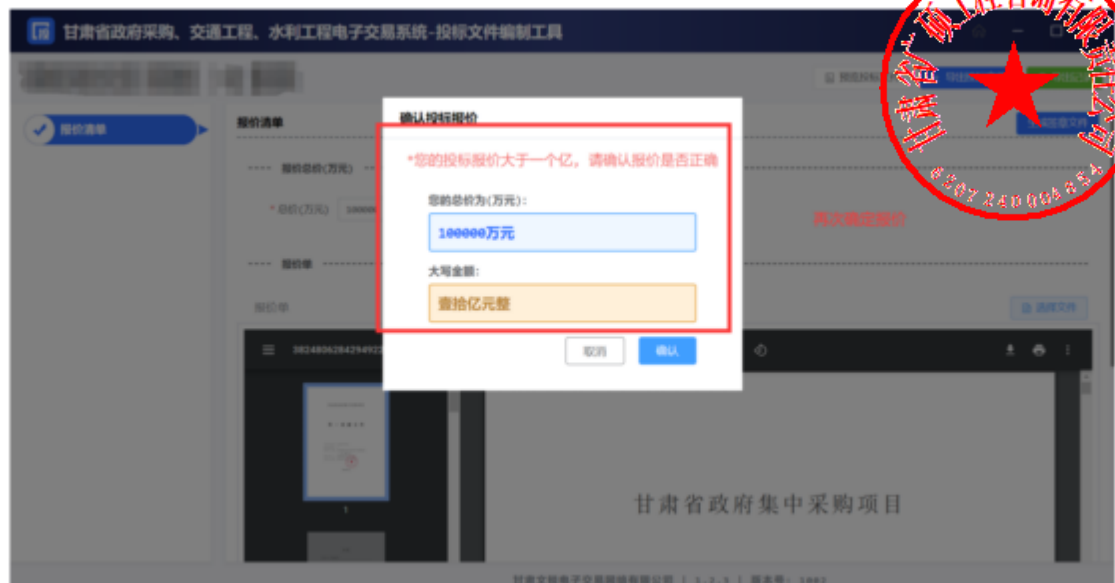 甘肃省政府采购、交通工程、水利工程电子交易系统-投标文件编制工具
报价清单
报价清单
确认投标报价
*您的投标报价大于一个亿，请确认报价是否正确
报价总价(万元)
您的总价为(万元):
* 总价(万元)
100000万元
再次确定报价
大写金额:
报价单
壹拾亿元整
报价单
选择文件
取消
确认
1
甘肃省政府集中采购项目